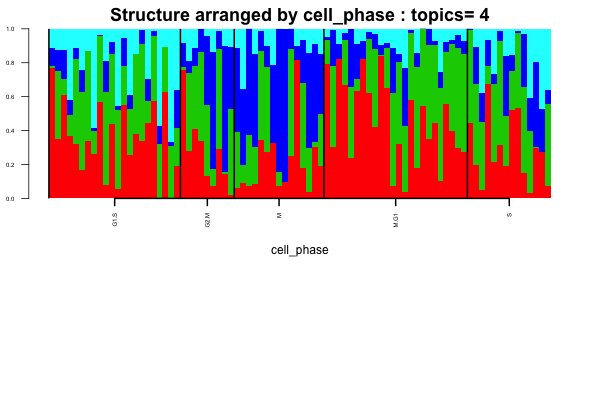 Structure arranged by cell_phase : topics= 4
1.0
0.8
0.6
0.4
0.2
0.0
G1.S
G2.M
M
M.G1
S
cell_phase